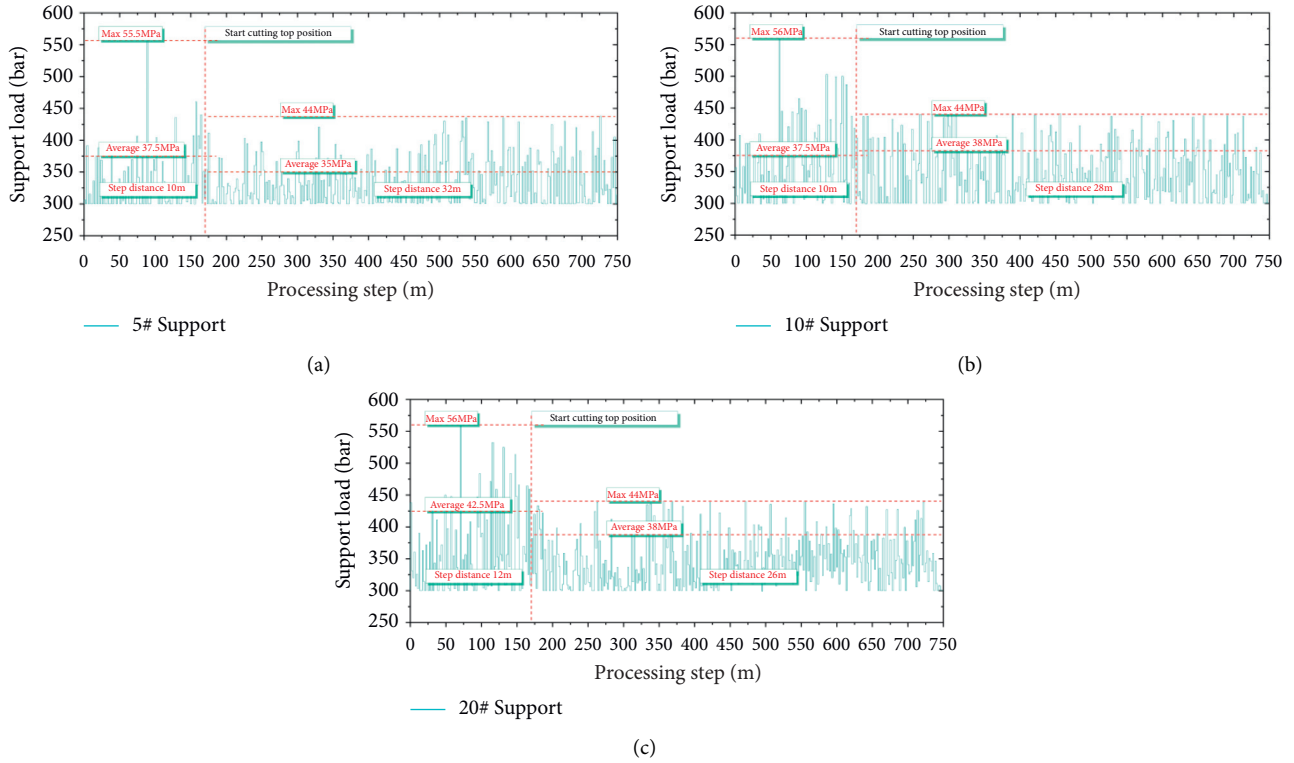 600
550
500
450
400
350
300
250
Support load (bar)
Max 55.5MPa
Start cutting top position
Max 44MPa
Average 37.5MPa
Average 35MPa
Step distance 10m
Step distance 32m
0 50 100 150 200 250 300 350 400 450 500 550 600 650 700 750
Processing step (m)
5# Support
(a)
600
550
500
450
400
350
300
250
Support load (bar)
Max 56MPa
Start cutting top position
Max 44MPa
Average 37.5MPa
Average 38MPa
Step distance 10m
Step distance 28m
0 50 100 150 200 250 300 350 400 450 500 550 600 650 700 750
Processing step (m)
10# Support
(b)
600
550
500
450
400
350
300
250
Support load (bar)
Max 56MPa
Start cutting top position
Max 44MPa
Average 42.5MPa
Average 38MPa
Step distance 12m
Step distance 26m
0 50 100 150 200 250 300 350 400 450 500 550 600 650 700 750
Processing step (m)
20# Support
(c)